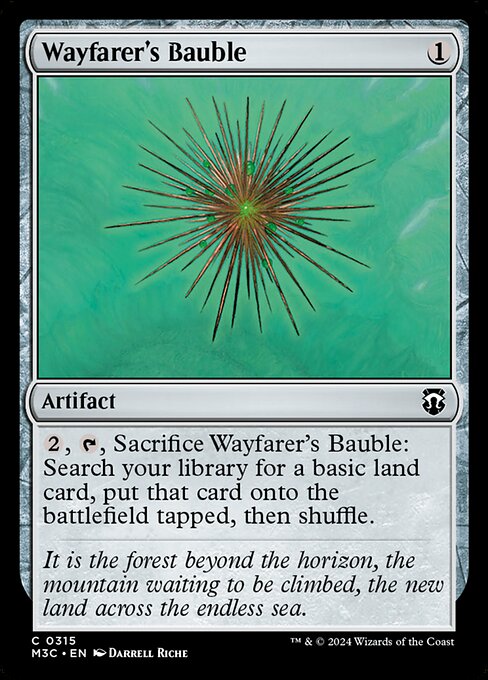 Wayfarer's Bauble 1
Artifact
2, T, Sacrifice Wayfarer's Bauble:
Search your library for a basic land
card, put that card onto the
battlefield tapped, then shuffle.
It is the forest beyond the horizon, the
mountain waiting to be climbed, the new
land across the endless sea.
C 0315
M3C • EN Darrell Riche
™ & © 2024 Wizards of the Coast